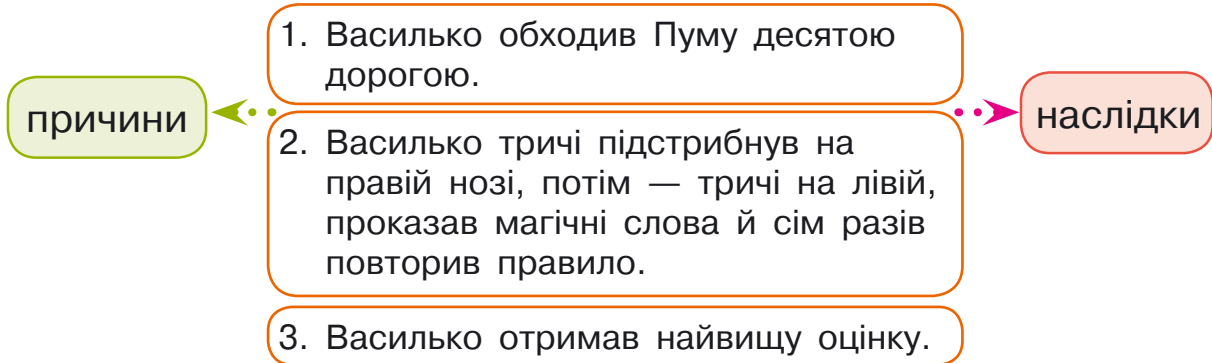 1. Василько обходив Пуму десятою
дорогою.
причини
наслідки
2. Василько тричі підстрибнув на
правій нозі, потім — тричі на лівій,
проказав магічні слова й сім разів
повторив правило.
3. Василько отримав найвищу оцінку.